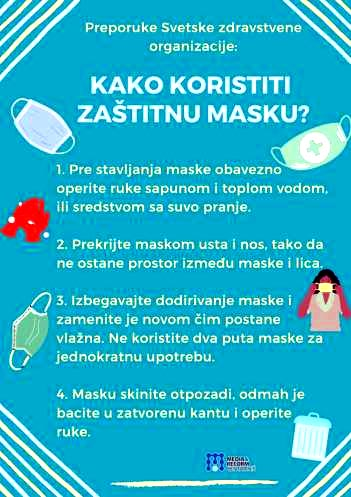 Preporuke Svetske zdravstvene
organizacije:
KAKO KORISTITI
ZAŠTITNU MASKU?
1. Pre stavljanja maske obavezno
operite ruke sapunom i toplom vodom,
ili sredstvom sa suvo pranje.
2. Prekrijte maskom usta i nos, tako da
ne ostane prostor između maske i lica.
3. Izbegavajte dodirivanje maske i
zamenite je novom čim postane
vlažna. Ne koristite dva puta maske za
jednokratnu upotrebu.
4. Masku skinite otpozadi, odmah je
bacite u zatvorenu kantu i operite
ruke.
MEDIA &
REFORM